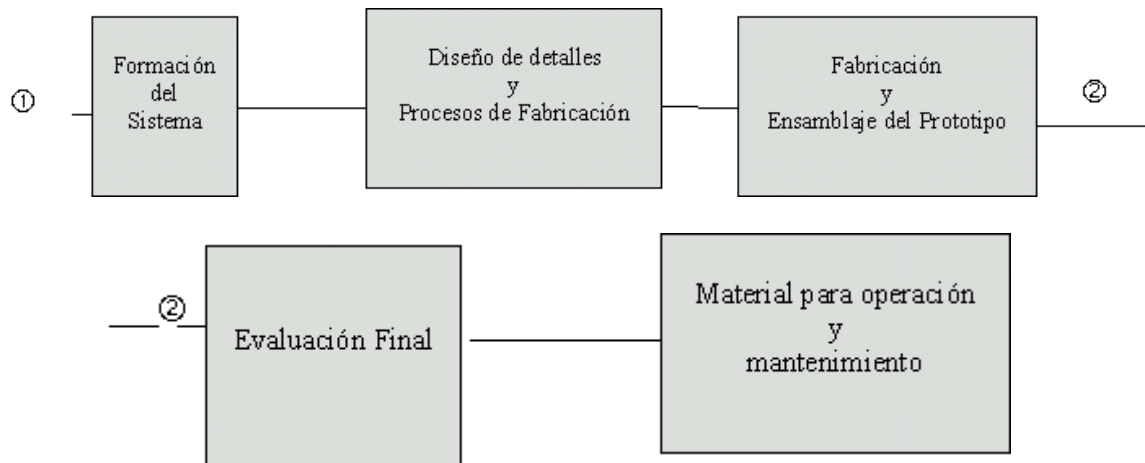 ①
Formación
del
Sistema
Diseño de detalles
y
Procesos de Fabricación
Fabricación
y
Ensamblaje del Prototipo
②
②
Evaluación Final
Material para operación
y
mantenimiento